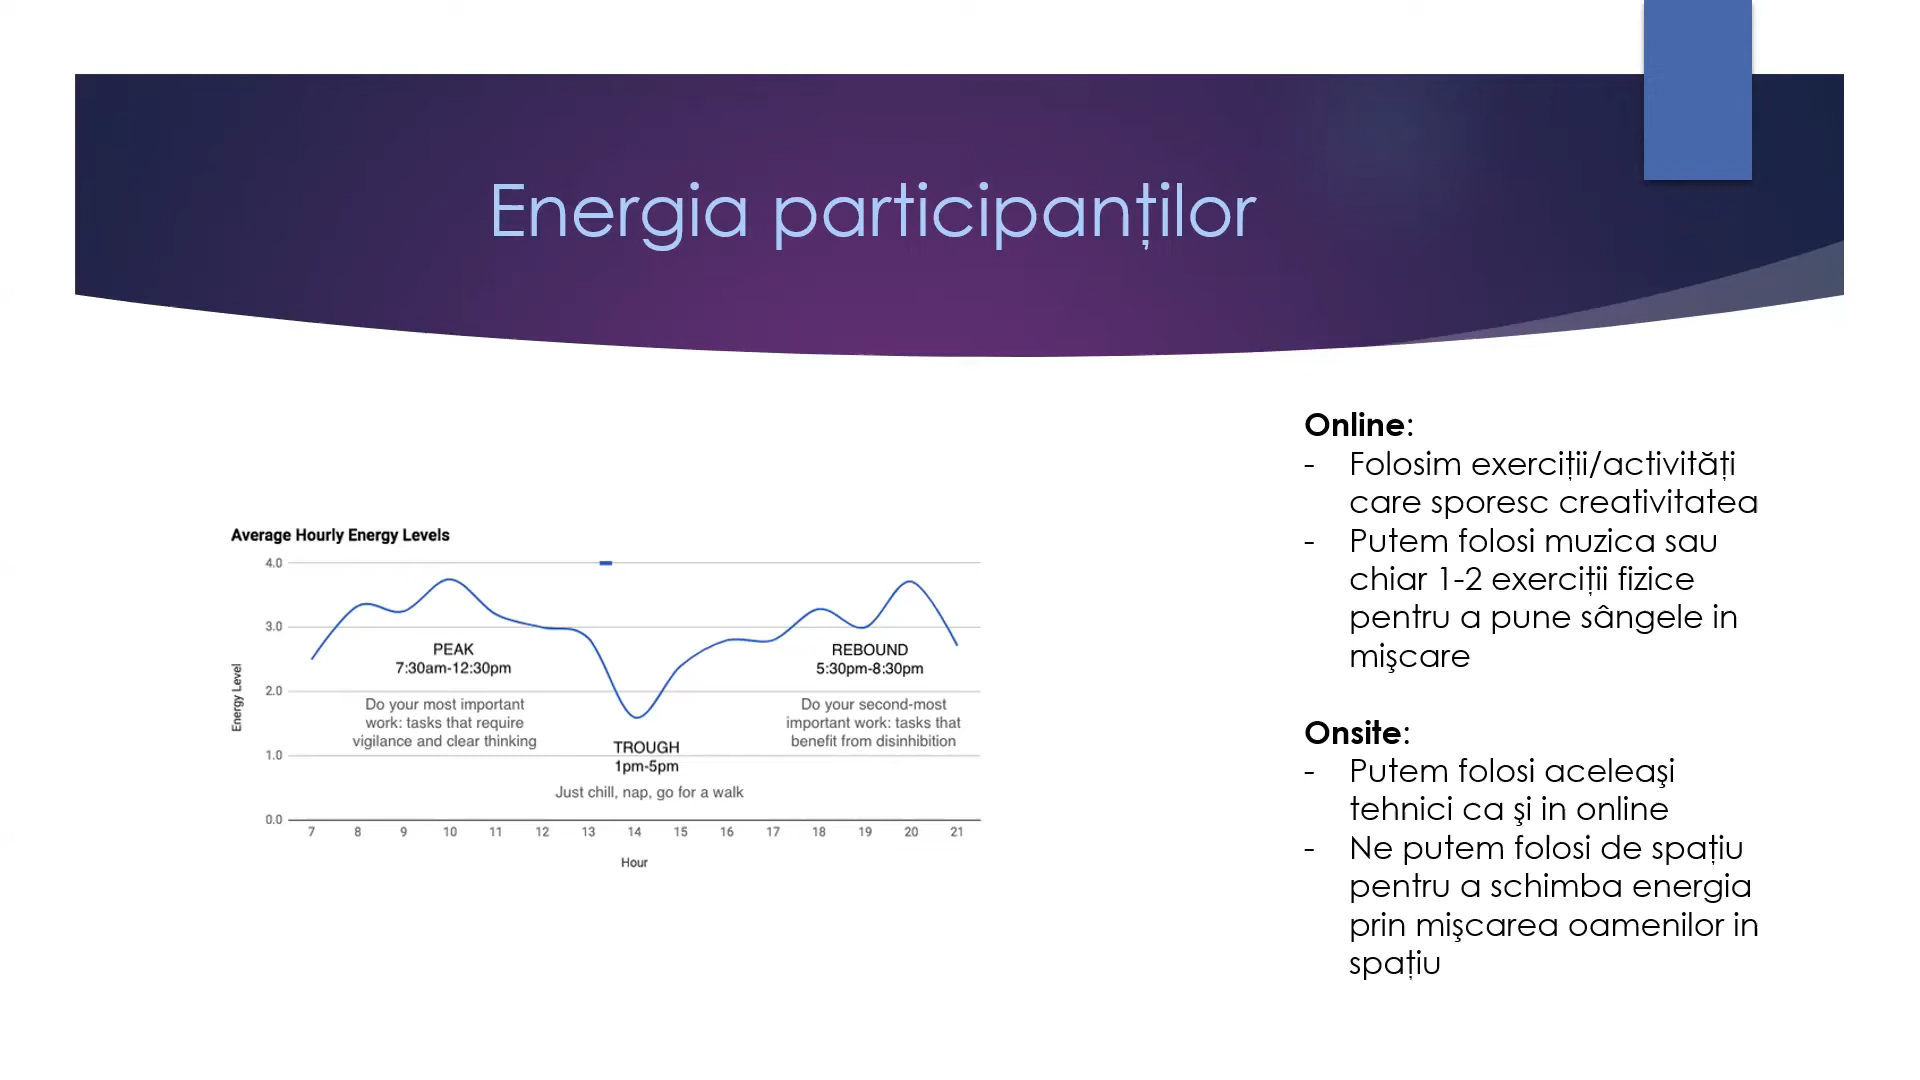 Energia participanților
Average Hourly Energy Levels
4.0
3.0
2.0
1.0
0.0
Energy Level
PEAK
7:30am-12:30pm
Do your most important
work: tasks that require
vigilance and clear thinking
TROUGH
1pm-5pm
Just chill, nap, go for a walk
REBOUND
5:30pm-8:30pm
Do your second-most
important work: tasks that
benefit from disinhibition
7 8 9 10 11 12 13 14 15 16 17 18 19 20 21
Hour
Online:
- Folosim exerciții/activități
care sporesc creativitatea
- Putem folosi muzica sau
chiar 1-2 exerciții fizice
pentru a pune sângele in
mişcare
Onsite:
- Putem folosi aceleaşi
tehnici ca şi in online
- Ne putem folosi de spațiu
pentru a schimba energia
prin mişcarea oamenilor in
spațiu